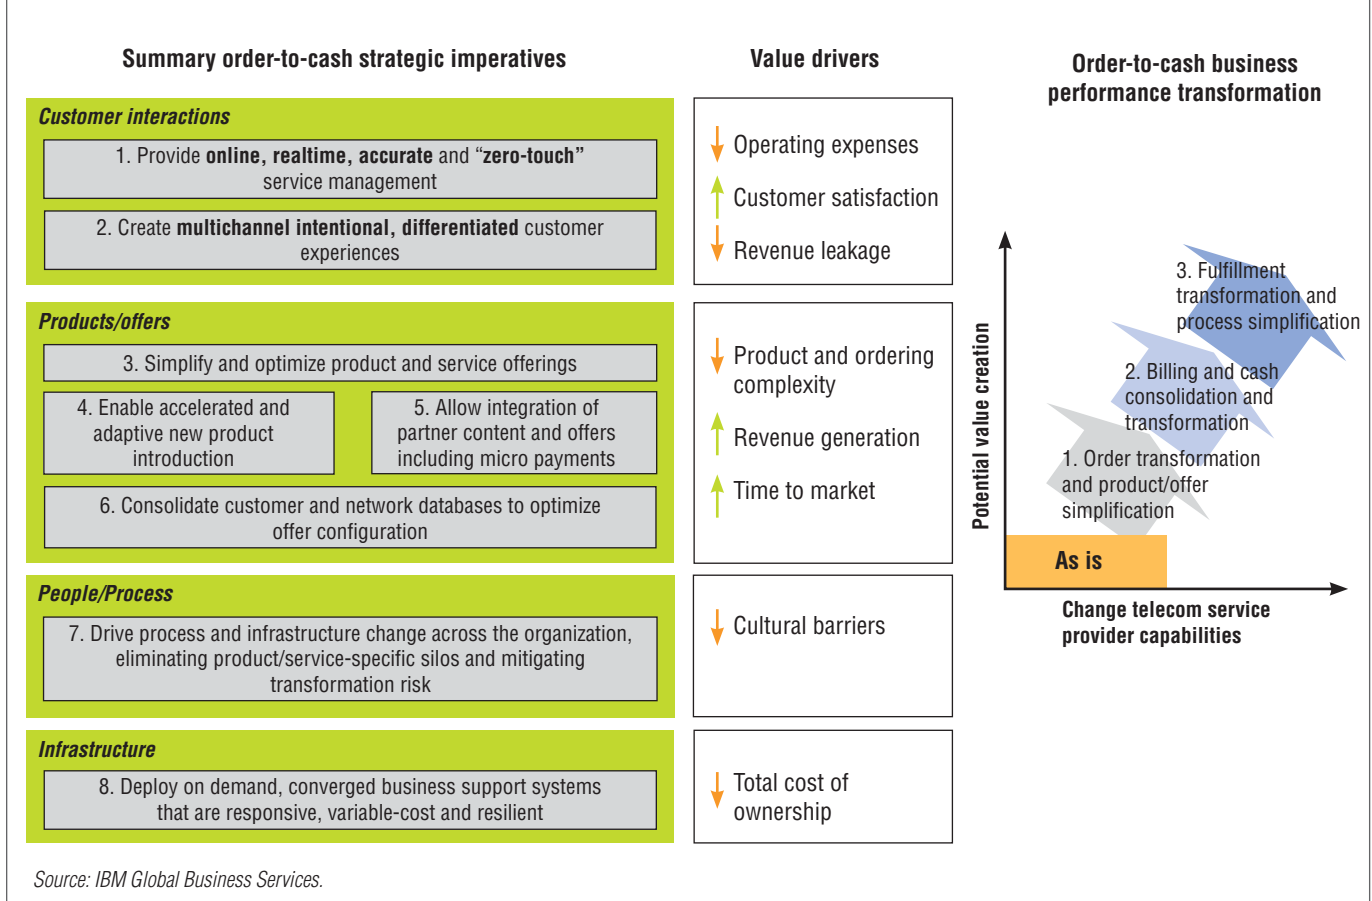 Summary order-to-cash strategic imperatives
Customer interactions
1. Provide online, realtime, accurate and “zero-touch”
service management
2. Create multichannel intentional, differentiated customer
experiences
Products/offers
3. Simplify and optimize product and service offerings
4. Enable accelerated and
adaptive new product
introduction
5. Allow integration of
partner content and offers
including micro payments
6. Consolidate customer and network databases to optimize
offer configuration
People/Process
7. Drive process and infrastructure change across the organization,
eliminating product/service-specific silos and mitigating
transformation risk
Infrastructure
8. Deploy on demand, converged business support systems
that are responsive, variable-cost and resilient
Value drivers
Operating expenses
Customer satisfaction
Revenue leakage
Product and ordering
complexity
Revenue generation
Time to market
Cultural barriers
Total cost of
ownership
Order-to-cash business
performance transformation
Potential value creation
3. Fulfillment
transformation and
process simplification
2. Billing and cash
consolidation and
transformation
1. Order transformation
and product/offer
simplification
As is
Change telecom service
provider capabilities
Source: IBM Global Business Services.